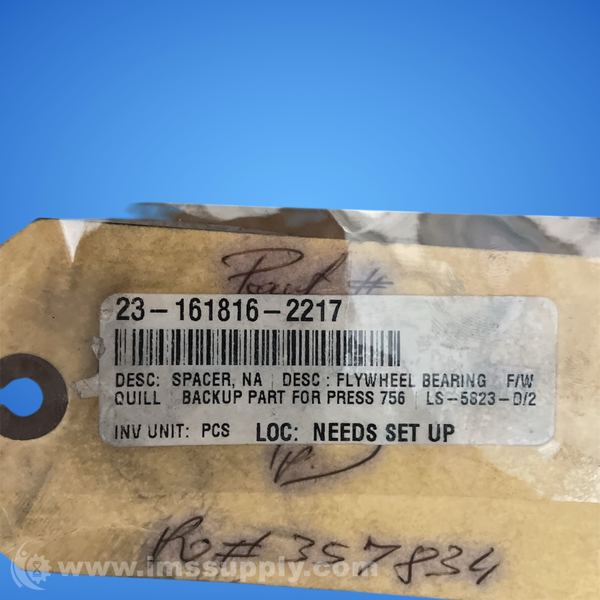 Part #
23-161816-2217
DESC: SPACER, NA | DESC: FLYWHEEL BEARING F/W
QUILL BACKUP PART FOR PRESS 756 | LS-5823-D/2
INV UNIT: PCS LOC: NEEDS SET UP
Ro# 357834
www.imssupply.com